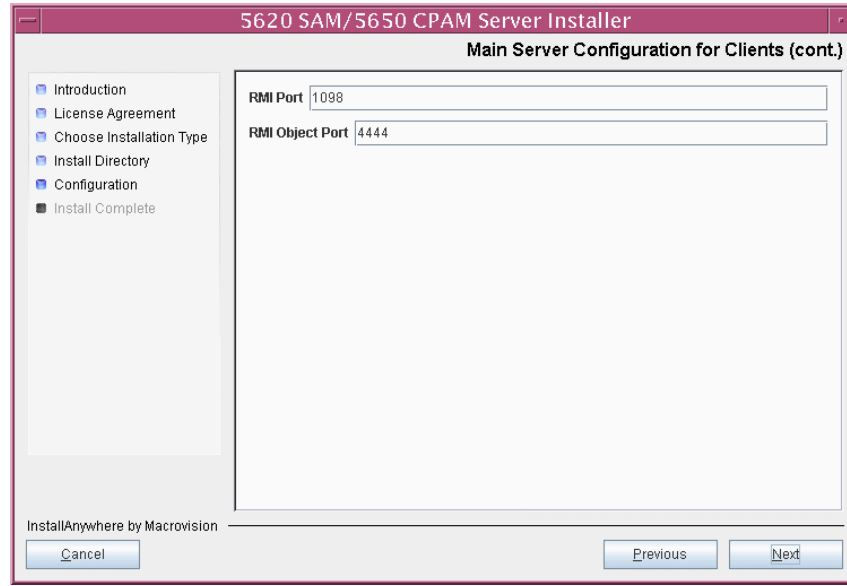 5620 SAM/5650 CPAM Server Installer
Main Server Configuration for Clients (cont.)
Introduction
License Agreement
Choose Installation Type
Install Directory
Configuration
Install Complete
RMI Port 1098
RMI Object Port 4444
InstallAnywhere by Macrovision
Cancel
Previous
Next